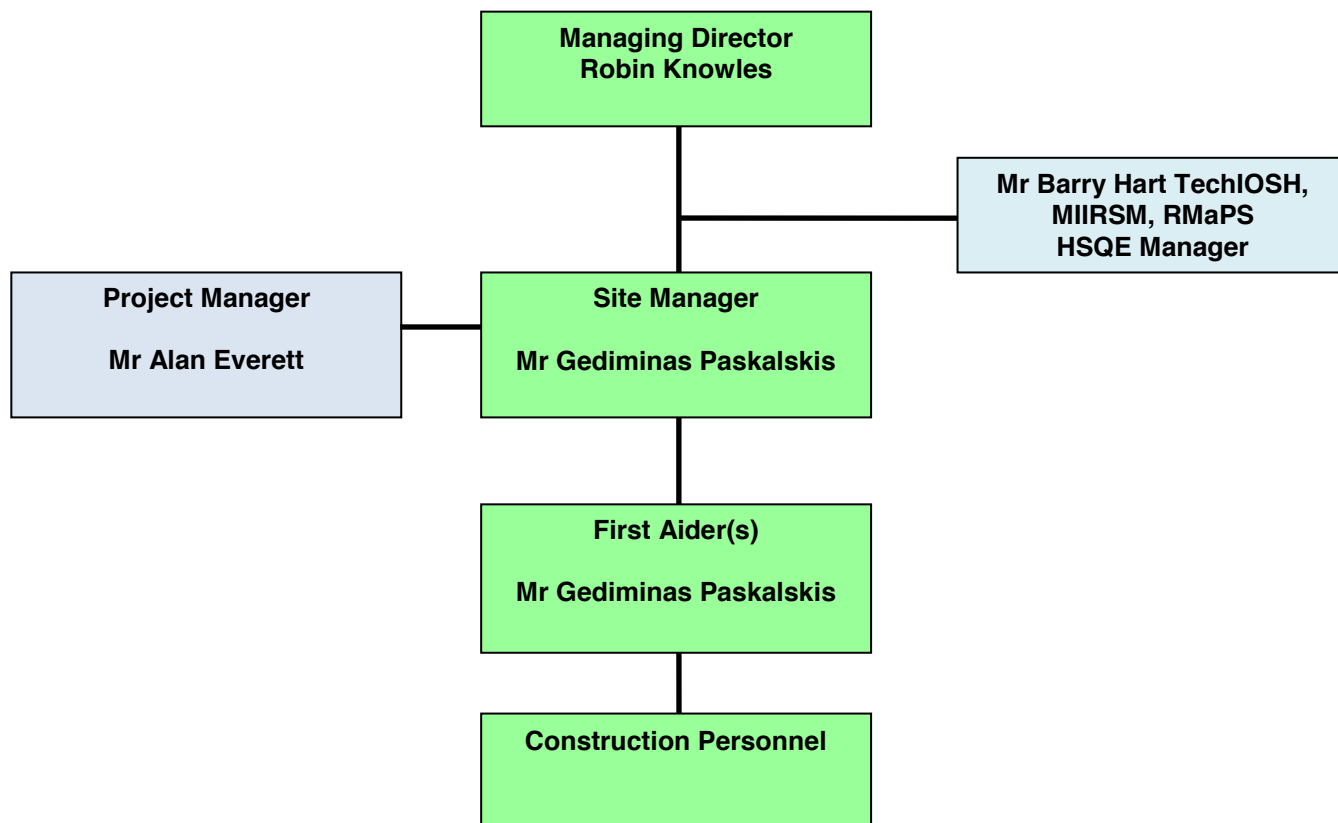 Managing Director
Robin Knowles
Mr Barry Hart TechIOSH,
MIIRSM, RMaPS
HSQE Manager
Project Manager
Mr Alan Everett
Site Manager
Mr Gediminas Paskalskis
First Aider(s)
Mr Gediminas Paskalskis
Construction Personnel